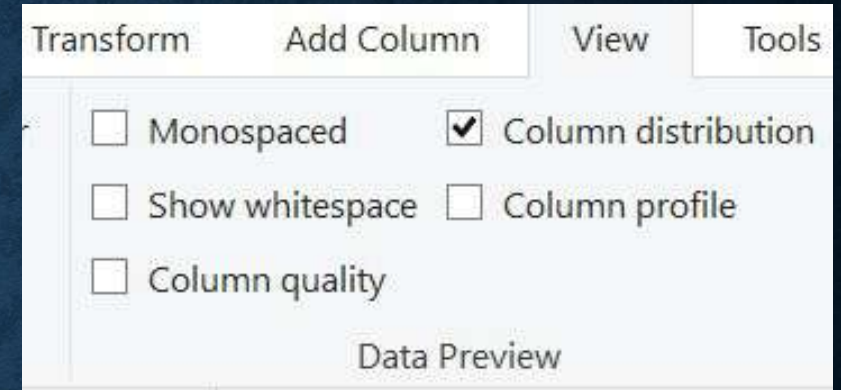 Transform Add Column View Tools
Monospaced Column distribution
Show whitespace Column profile
Column quality
Data Preview